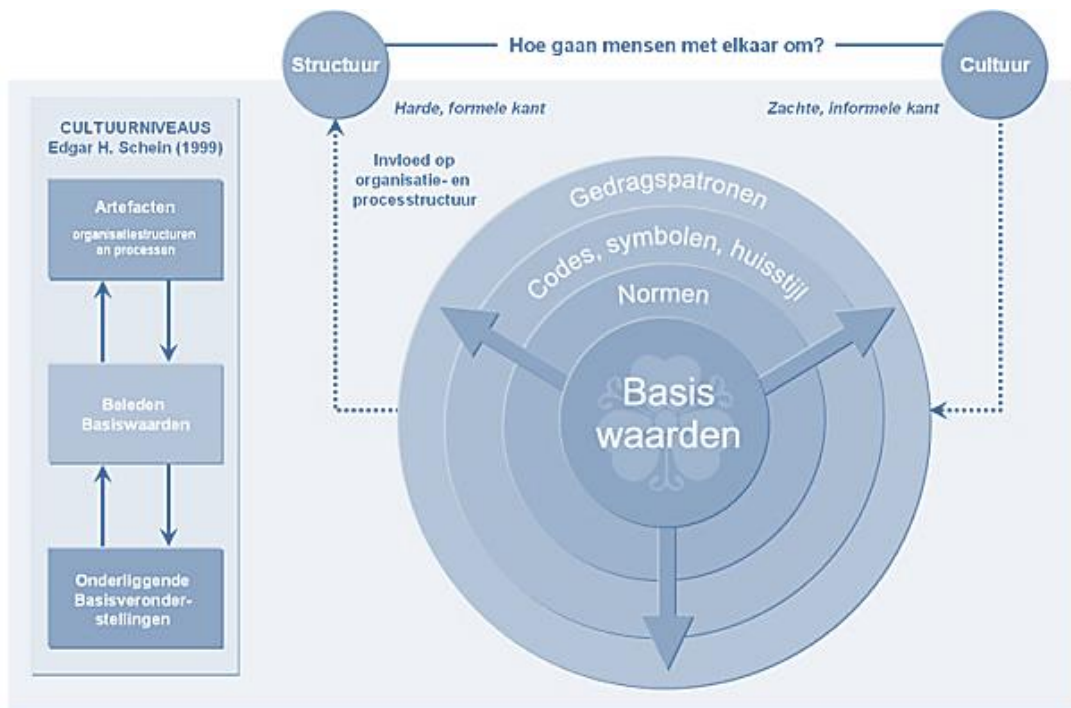 Hoe gaan mensen met elkaar om?
Structuur
Cultuur
Harde, formele kant
Zachte, informele kant
CULTUURNIVEAUS
Edgar H. Schein (1999)
Artefacten
organisatiestructuren
en processen
Beleden
Basiswaarden
Onderliggende
Basisveronder-
stellingen
Invloed op
organisatie- en
processtructuur
Gedragspatronen
Codes, symbolen, huisstijl
Normen
Basis
waarden